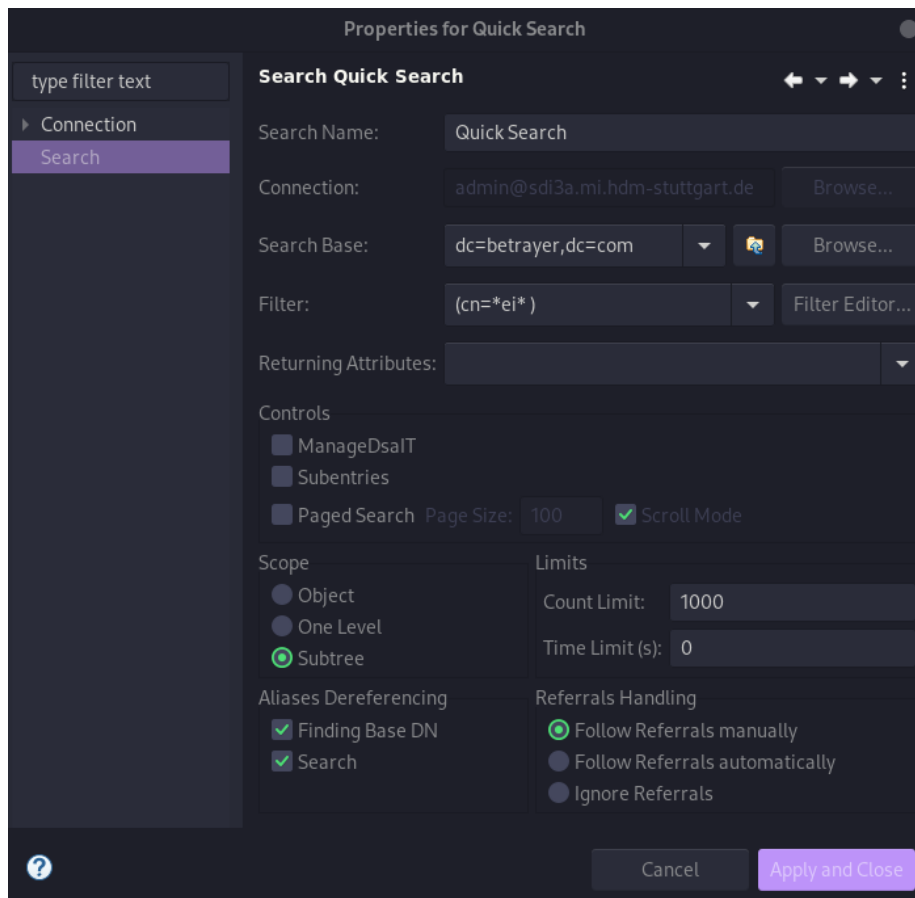 Properties for Quick Search
type filter text
Connection
Search
Search Quick Search
Search Name: Quick Search
Connection: admin@sdi3a.mi.hdm-stuttgart.de Browse...
Search Base: dc=betrayer,dc=com Browse...
Filter: (cn=*ei* ) Filter Editor...
Returning Attributes:
Controls
ManageDsaIT
Subentries
Paged Search Page Size: 100 Scroll Mode
Scope
Object
One Level
Subtree
Limits
Count Limit: 1000
Time Limit (s): 0
Aliases Dereferencing
Finding Base DN
Search
Referrals Handling
Follow Referrals manually
Follow Referrals automatically
Ignore Referrals
? Cancel Apply and Close